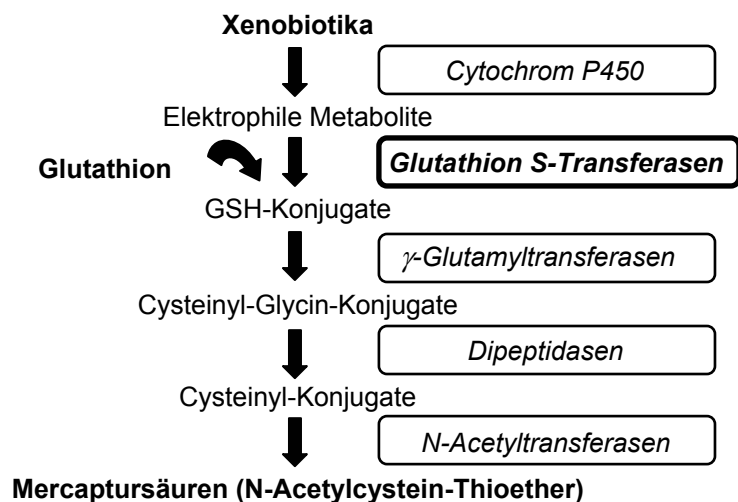 Xenobiotika
Cytochrom P450
Elektrophile Metabolite
Glutathion
Glutathion S-Transferasen
GSH-Konjugate
γ-Glutamyltransferasen
Cysteinyl-Glycin-Konjugate
Dipeptidasen
Cysteinyl-Konjugate
N-Acetyltransferasen
Mercaptursäuren (N-Acetylcystein-Thioether)